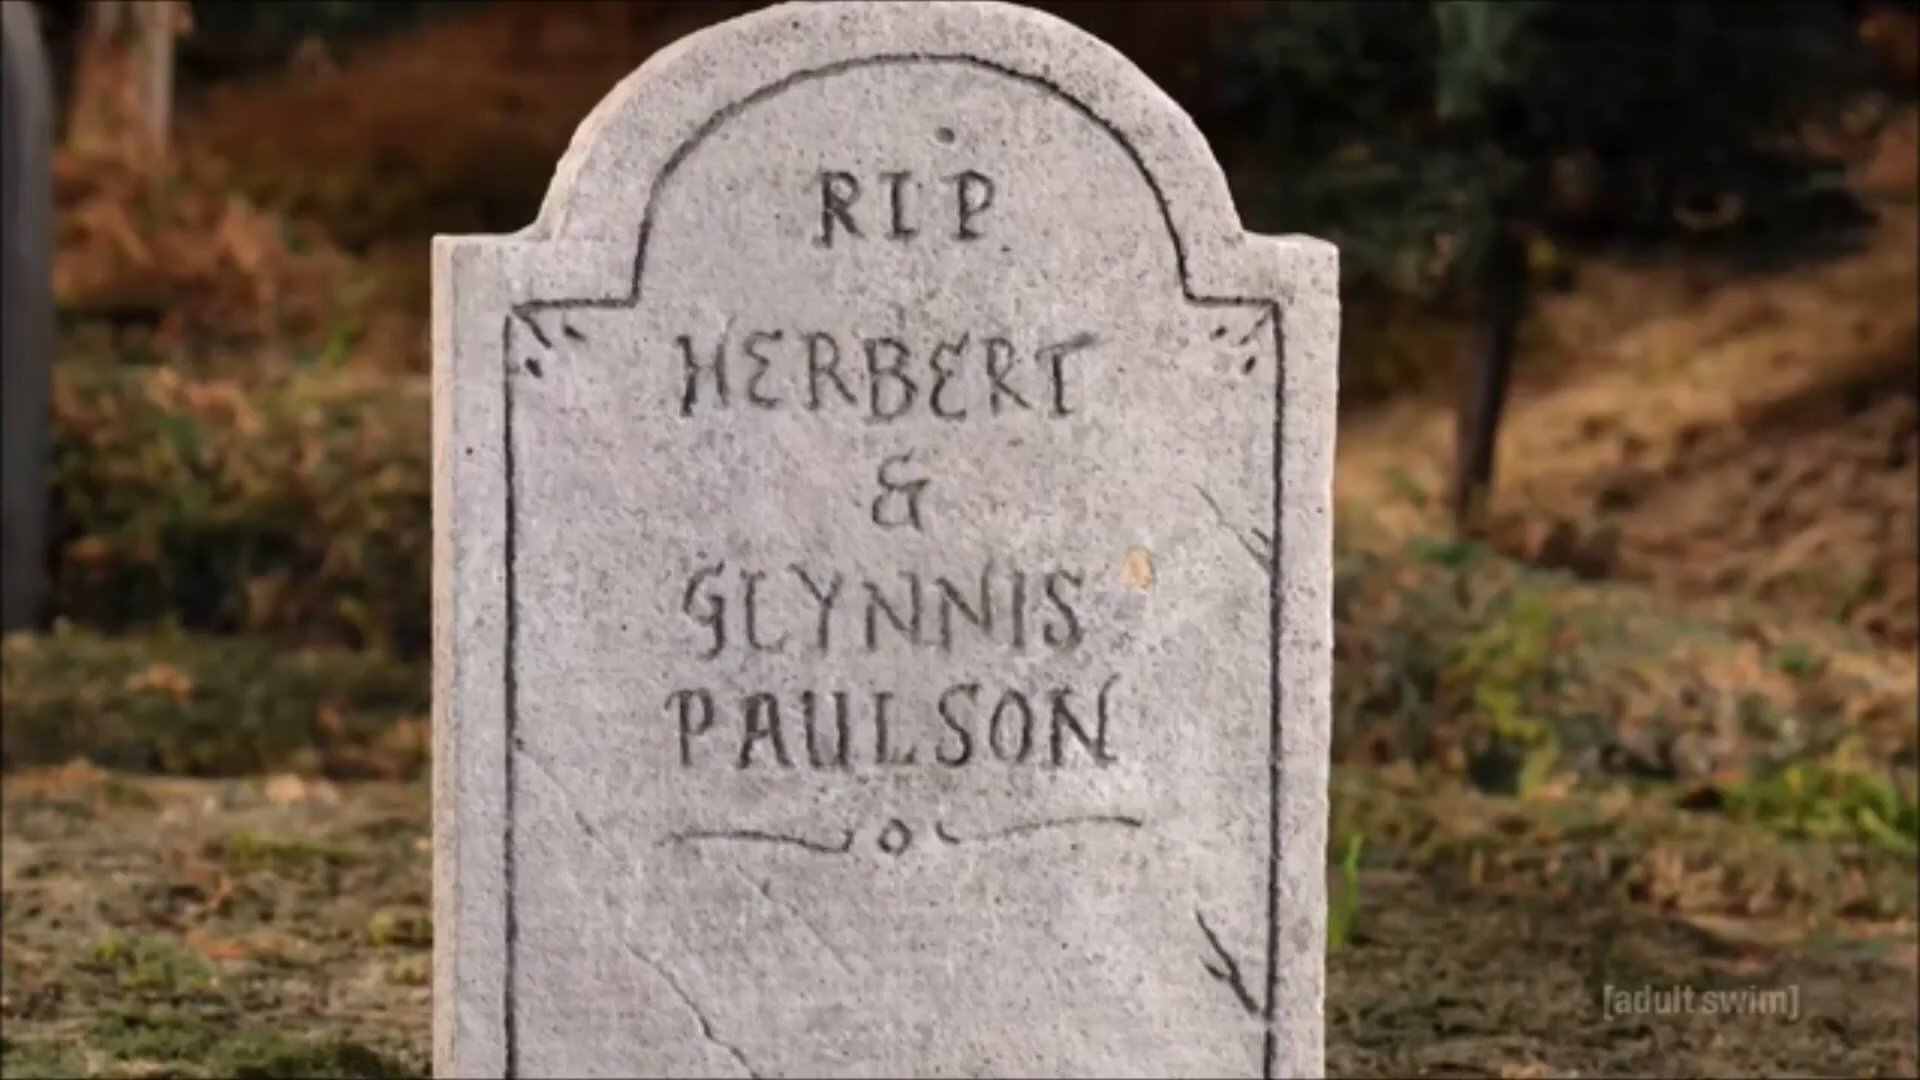 RIP
HERBERT
&
GLYNNIS
PAULSON
[adult swim]